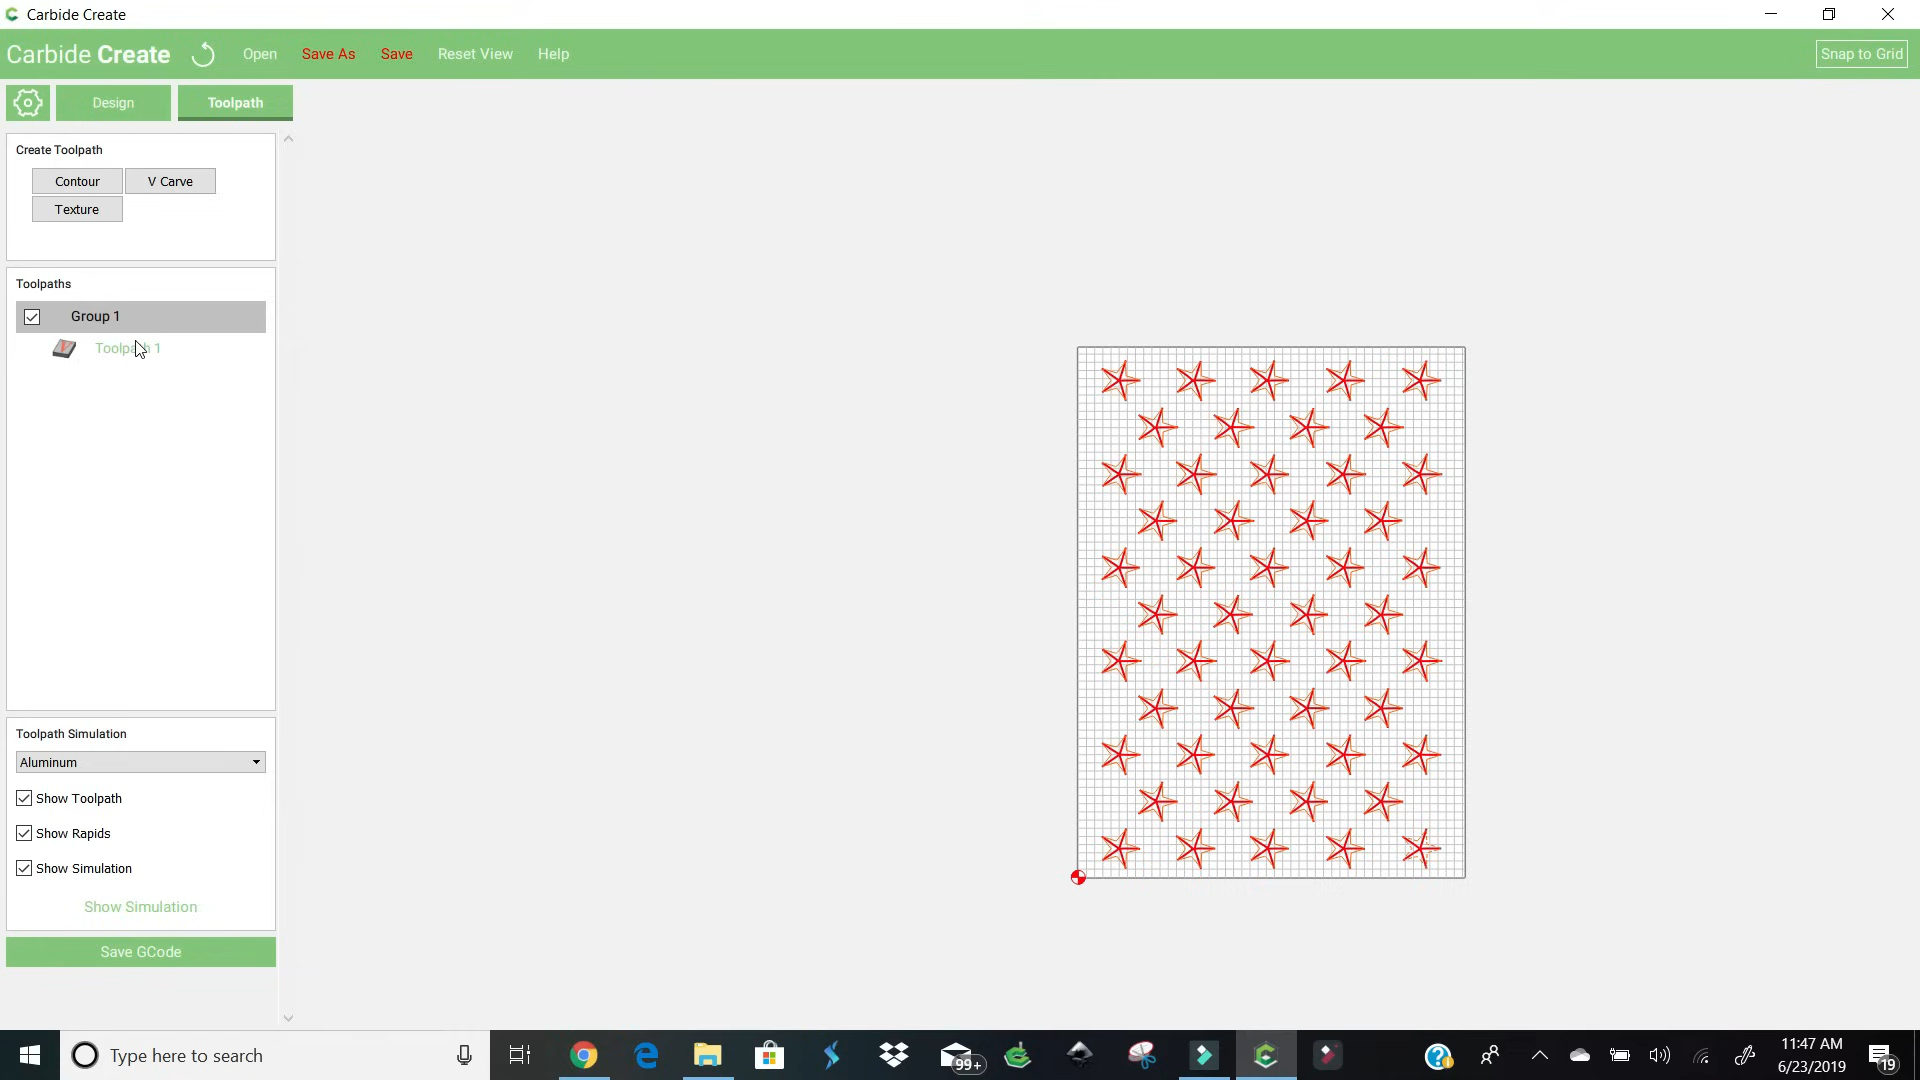 Carbide Create
Carbide Create Open Save As Save Reset View Help Snap to Grid
Design Toolpath
Create Toolpath
Contour V Carve
Texture
Toolpaths
Group 1
Toolpath 1
Toolpath Simulation
Aluminum
Show Toolpath
Show Rapids
Show Simulation
Show Simulation
Save GCode
Type here to search
99+
11:47 AM
6/23/2019
19